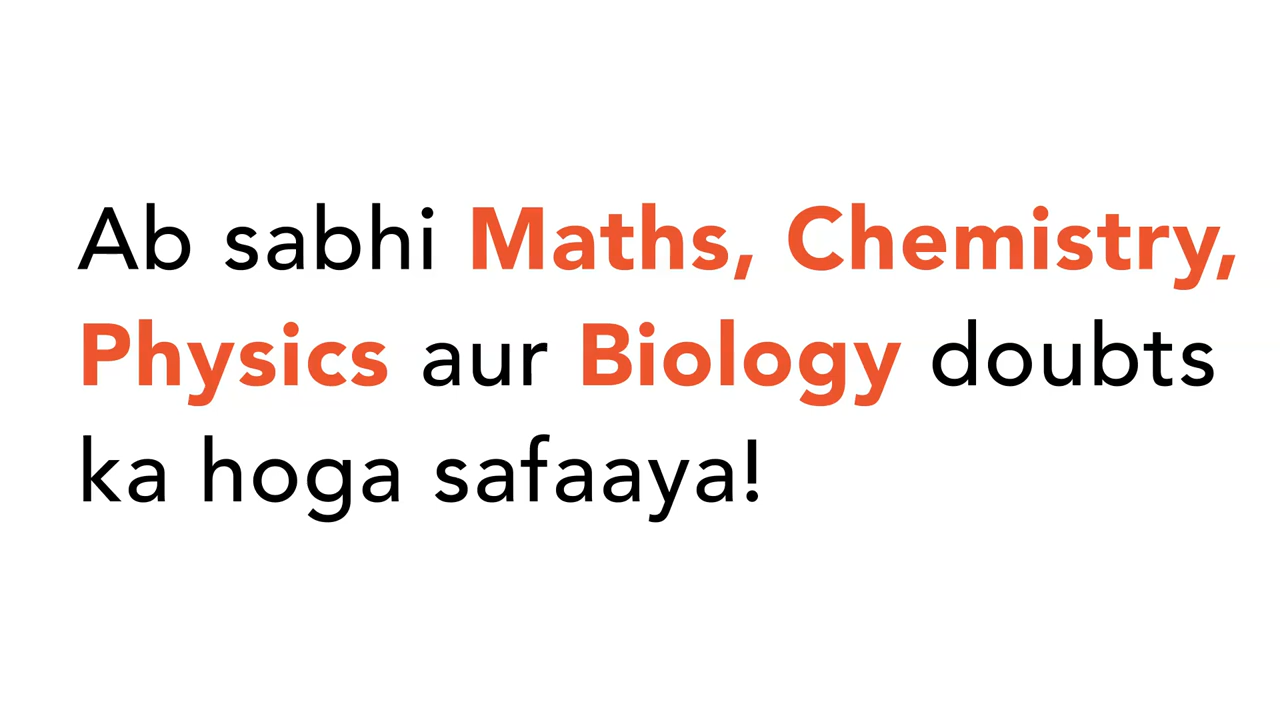 Ab sabhi Maths, Chemistry,
Physics aur Biology doubts
ka hoga safaaya!